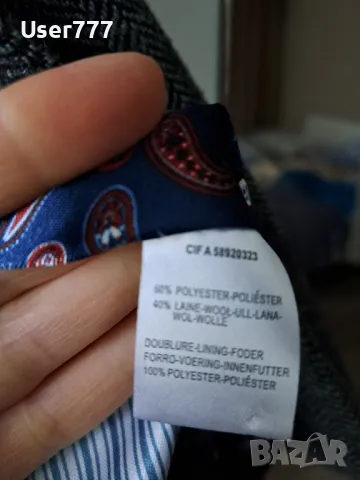 User777
CIF A 58920323
60% POLYESTER-POLIÉSTER
40% LAINE-WOOL-ULL-LANA-
WOL-WOLLE
DOUBLURE-LINING-FODER
FORRO-VOERING-INNENFUTTER
100% POLYESTER-POLIÉSTER
BAZAR